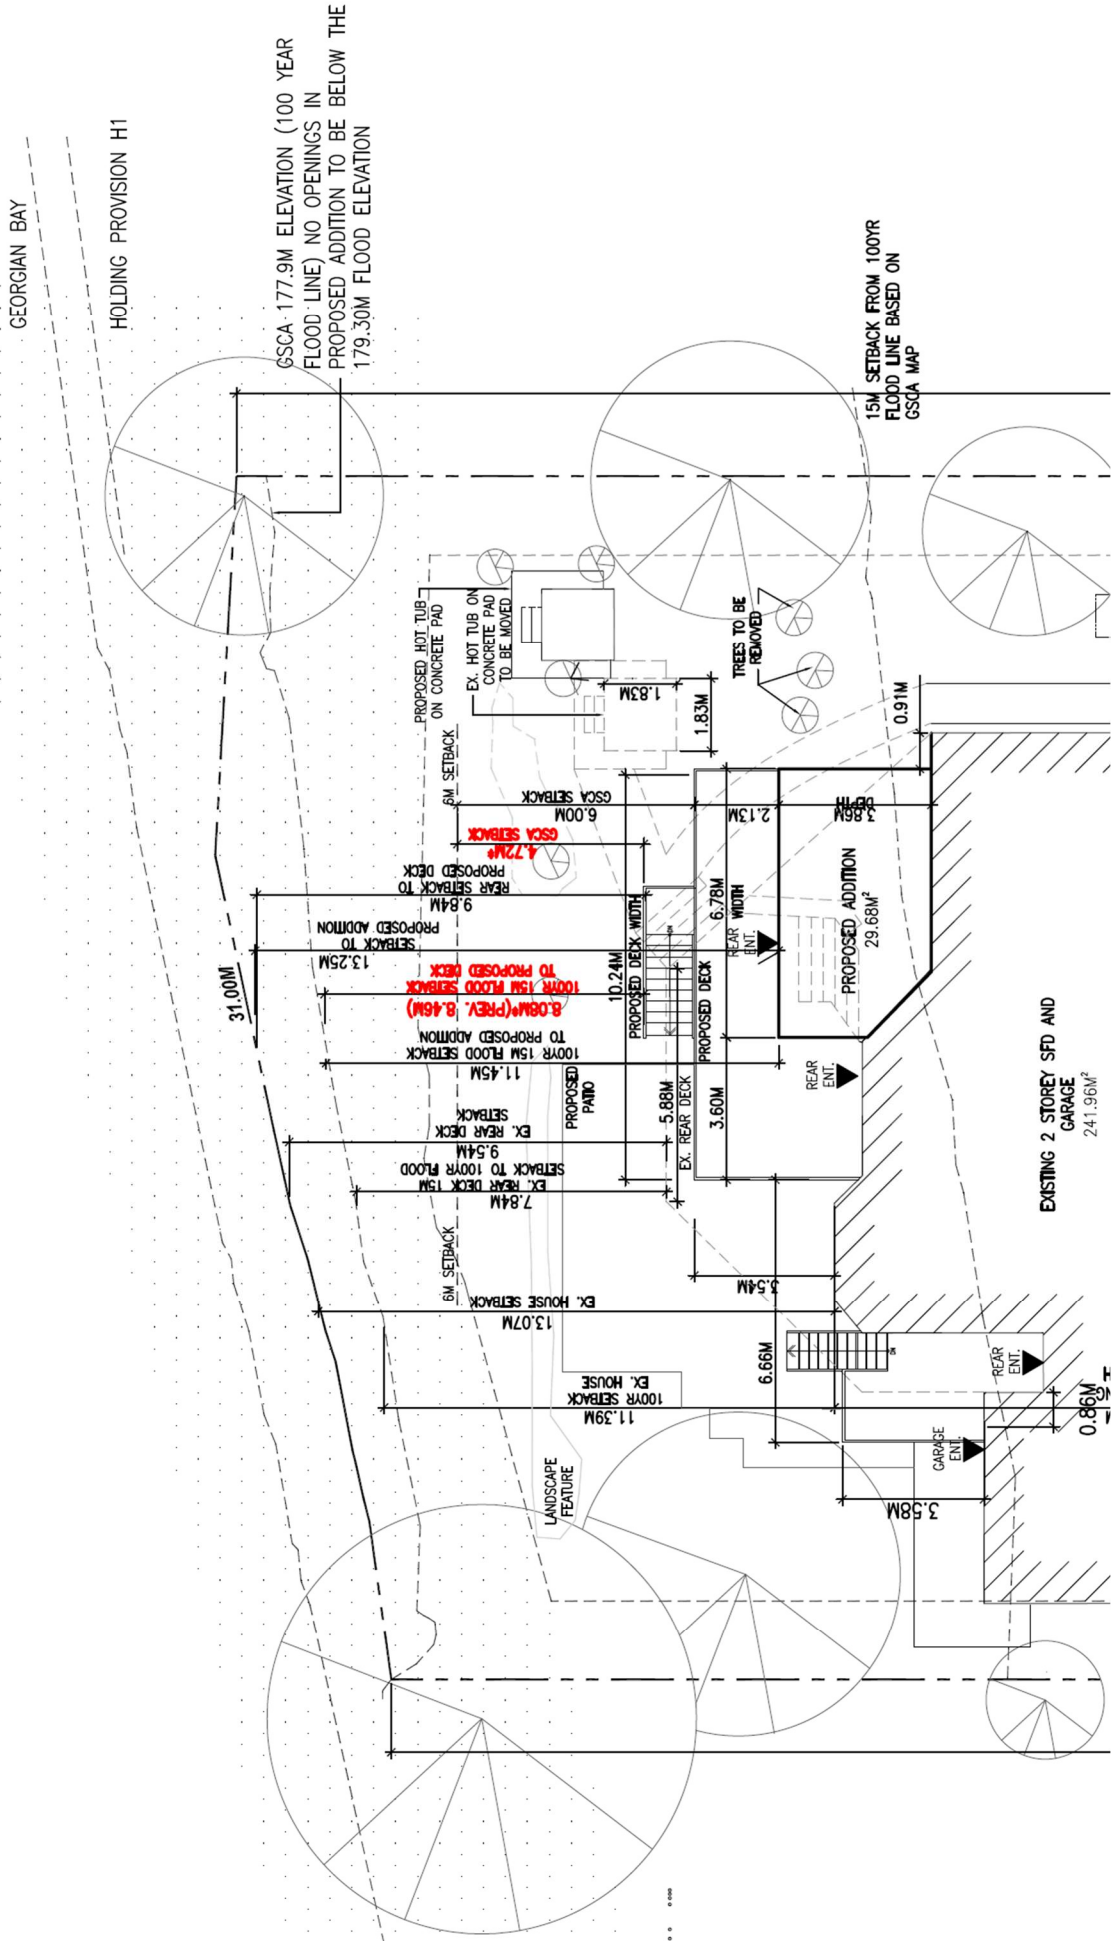 GEORGIAN BAY
HOLDING PROVISION H1
GSCA 177.9M ELEVATION (100 YEAR
FLOOD LINE) NO OPENINGS IN
PROPOSED ADDITION TO BE BELOW THE
179.30M FLOOD ELEVATION
15M SETBACK FROM 100YR
FLOOD LINE BASED ON
GSCA MAP
31.00M
PROPOSED HOT TUB
ON CONCRETE PAD
EX. HOT TUB ON
CONCRETE PAD
TO BE MOVED
TREES TO BE
REMOVED
1.83M
1.83M
0.91M
6M SETBACK
6.00M
GSCA SETBACK
4.72M*
GSCA SETBACK
9.84M
REAR SETBACK TO
PROPOSED DECK
13.25M
SETBACK TO
PROPOSED ADDITION
8.08M*(PREV. 8.46M)
100YR 15M FLOOD SETBACK
TO PROPOSED DECK
11.45M
100YR 15M FLOOD SETBACK
TO PROPOSED ADDITION
9.54M
EX. REAR DECK
SETBACK
7.84M
EX. REAR DECK 15M
SETBACK TO 100YR FLOOD
6M SETBACK
13.07M
EX. HOUSE SETBACK
11.39M
100YR SETBACK
EX. HOUSE
2.13M
3.86M
DEPTH
10.24M
PROPOSED DECK WIDTH
6.78M
WIDTH
DN
PROPOSED DECK
REAR
ENT.
PROPOSED ADDITION
29.68M²
REAR
ENT.
5.88M
EX. REAR DECK
3.60M
PROPOSED
PATIO
3.54M
6.66M
DN
LANDSCAPE
FEATURE
REAR
ENT.
GARAGE
ENT.
3.58M
0.86M
EXISTING 2 STOREY SFD AND
GARAGE
241.96M²